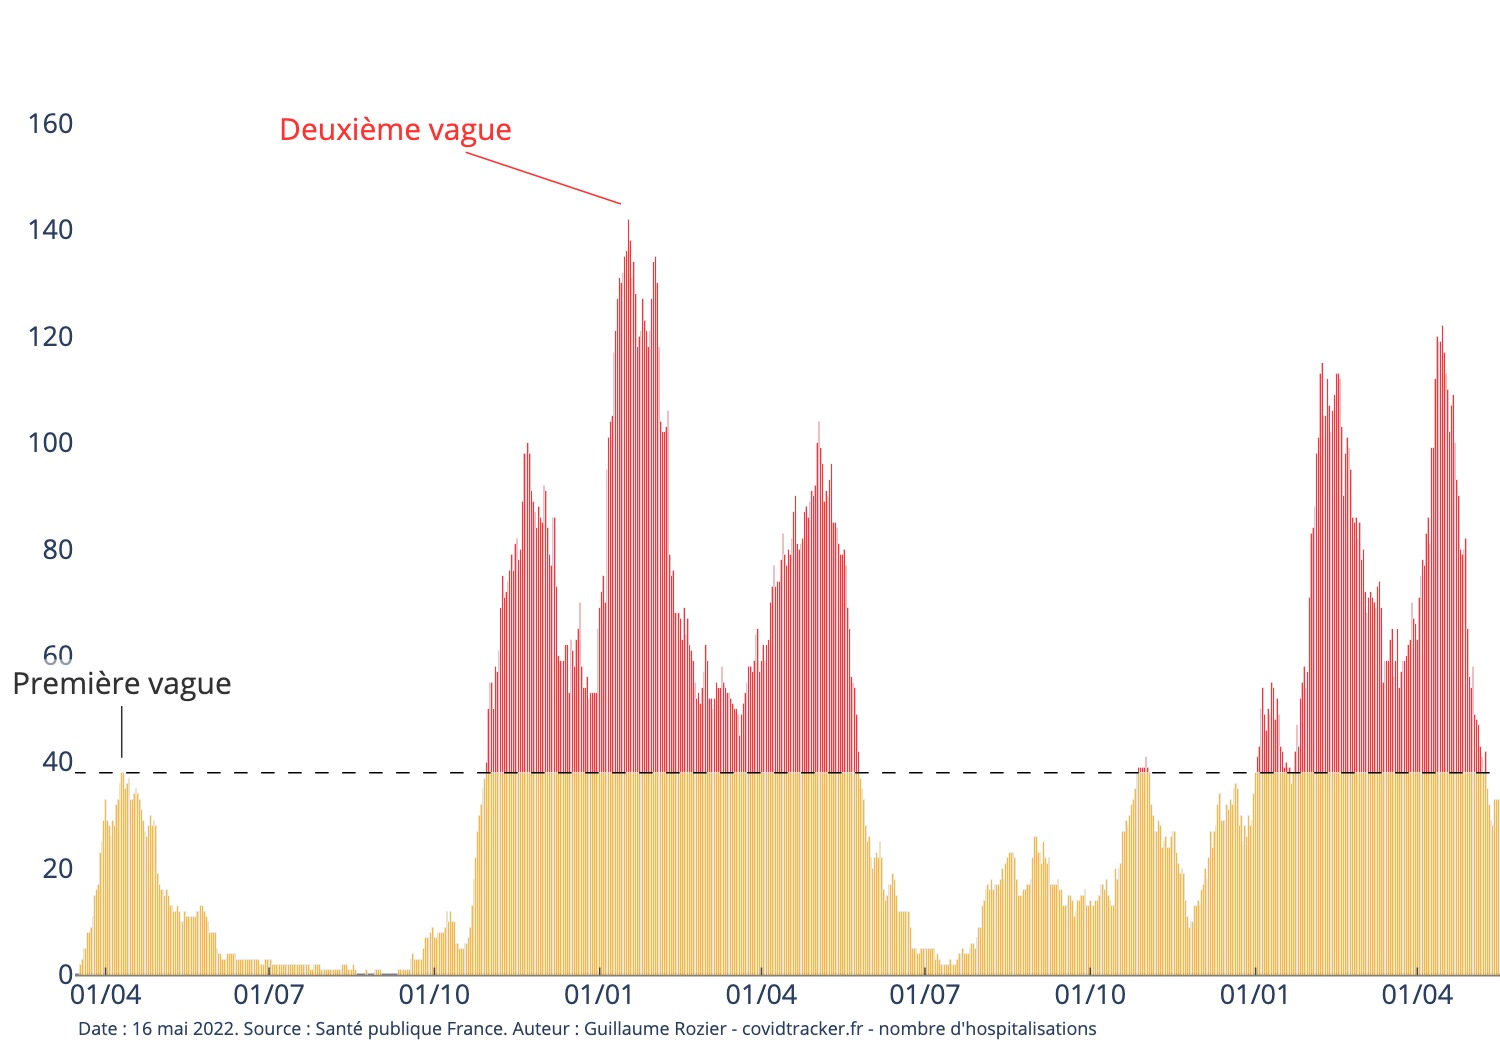 160
Deuxième vague
140
120
100
80
60
Première vague
40
20
0
01/04 01/07 01/10 01/01 01/04 01/07 01/10 01/01 01/04
Date : 16 mai 2022. Source : Santé publique France. Auteur : Guillaume Rozier - covidtracker.fr - nombre d'hospitalisations